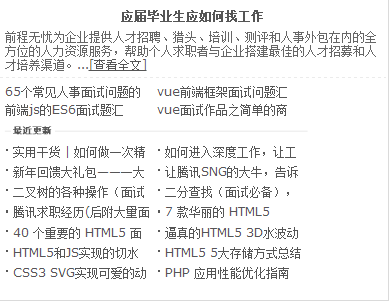 应届毕业生应如何找工作
前程无忧为企业提供人才招聘、猎头、培训、测评和人事外包在内的全
方位的人力资源服务，帮助个人求职者与企业搭建最佳的人才招募和人
才培养渠道。...[查看全文]
65个常见人事面试问题的 vue前端框架面试问题汇
前端js的ES6面试题汇 vue面试作品之简单的商
最近更新
· 实用干货｜如何做一次精 · 如何进入深度工作，让工
· 新年回馈大礼包————大 · 让腾讯SNG的大牛，告诉
· 二叉树的各种操作（面试 · 二分查找（面试必备），
· 腾讯求职经历(后附大量面 · 7 款华丽的 HTML5
· 40 个重要的 HTML5 面 · 逼真的HTML5 3D水波动
· HTML5和JS实现的切水 · HTML5 5大存储方式总结
· CSS3 SVG实现可爱的动 · PHP 应用性能优化指南